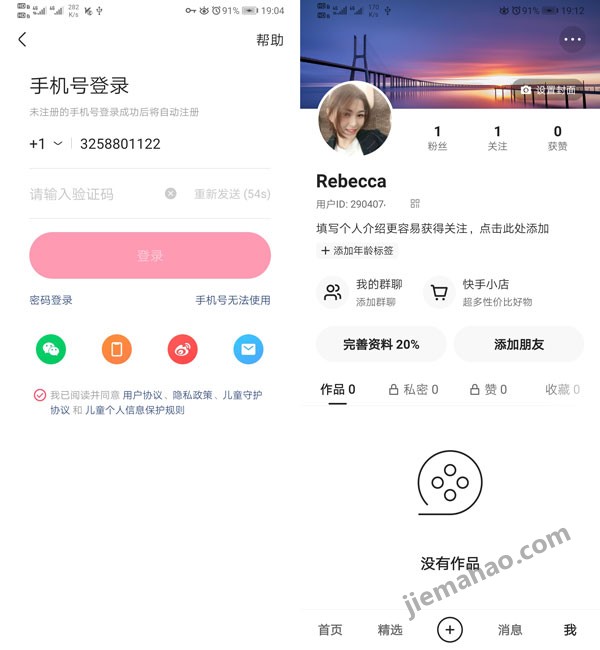 282
K/s
91%
19:04
帮助
手机号登录
未注册的手机号登录成功后将自动注册
+1
3258801122
请输入验证码
重新发送 (54s)
登录
密码登录
手机号无法使用
我已阅读并同意 用户协议、隐私政策、儿童守护
协议 和 儿童个人信息保护规则
170
K/s
91%
19:12
设置封面
1
粉丝
1
关注
0
获赞
Rebecca
用户ID: 290407·
填写个人介绍更容易获得关注，点击此处添加
+ 添加年龄标签
我的群聊
添加群聊
快手小店
超多性价比好物
完善资料 20%
添加朋友
作品 0
私密 0
赞 0
收藏 0
没有作品
jiemahao.com
首页
精选
消息
我